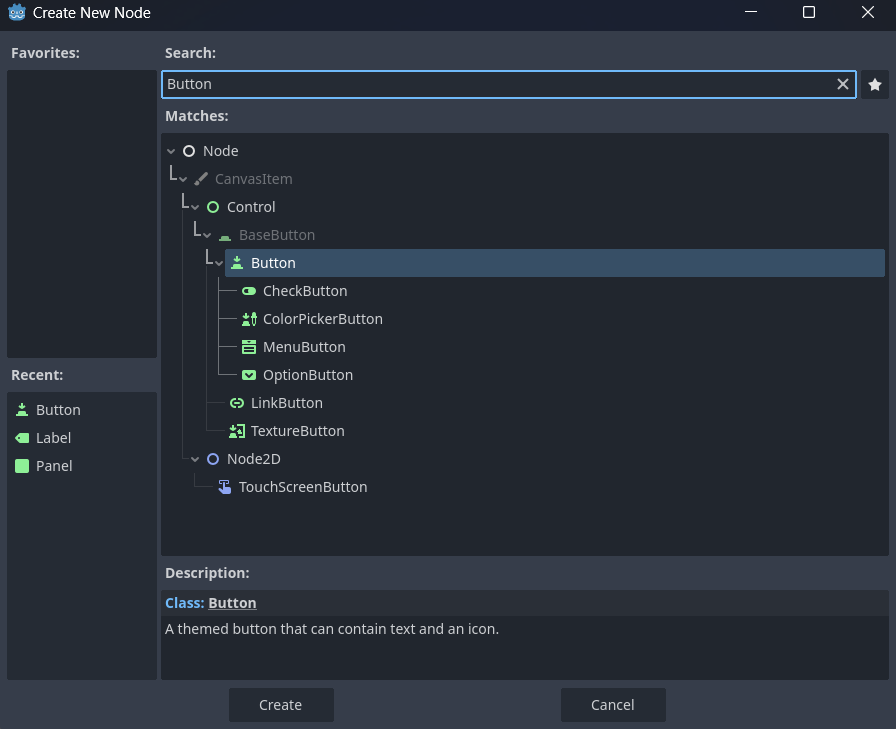 Create New Node
Favorites:
Search:
Button
Matches:
Node
CanvasItem
Control
BaseButton
Button
CheckButton
ColorPickerButton
MenuButton
OptionButton
LinkButton
TextureButton
Node2D
TouchScreenButton
Recent:
Button
Label
Panel
Description:
Class: Button
A themed button that can contain text and an icon.
Create
Cancel